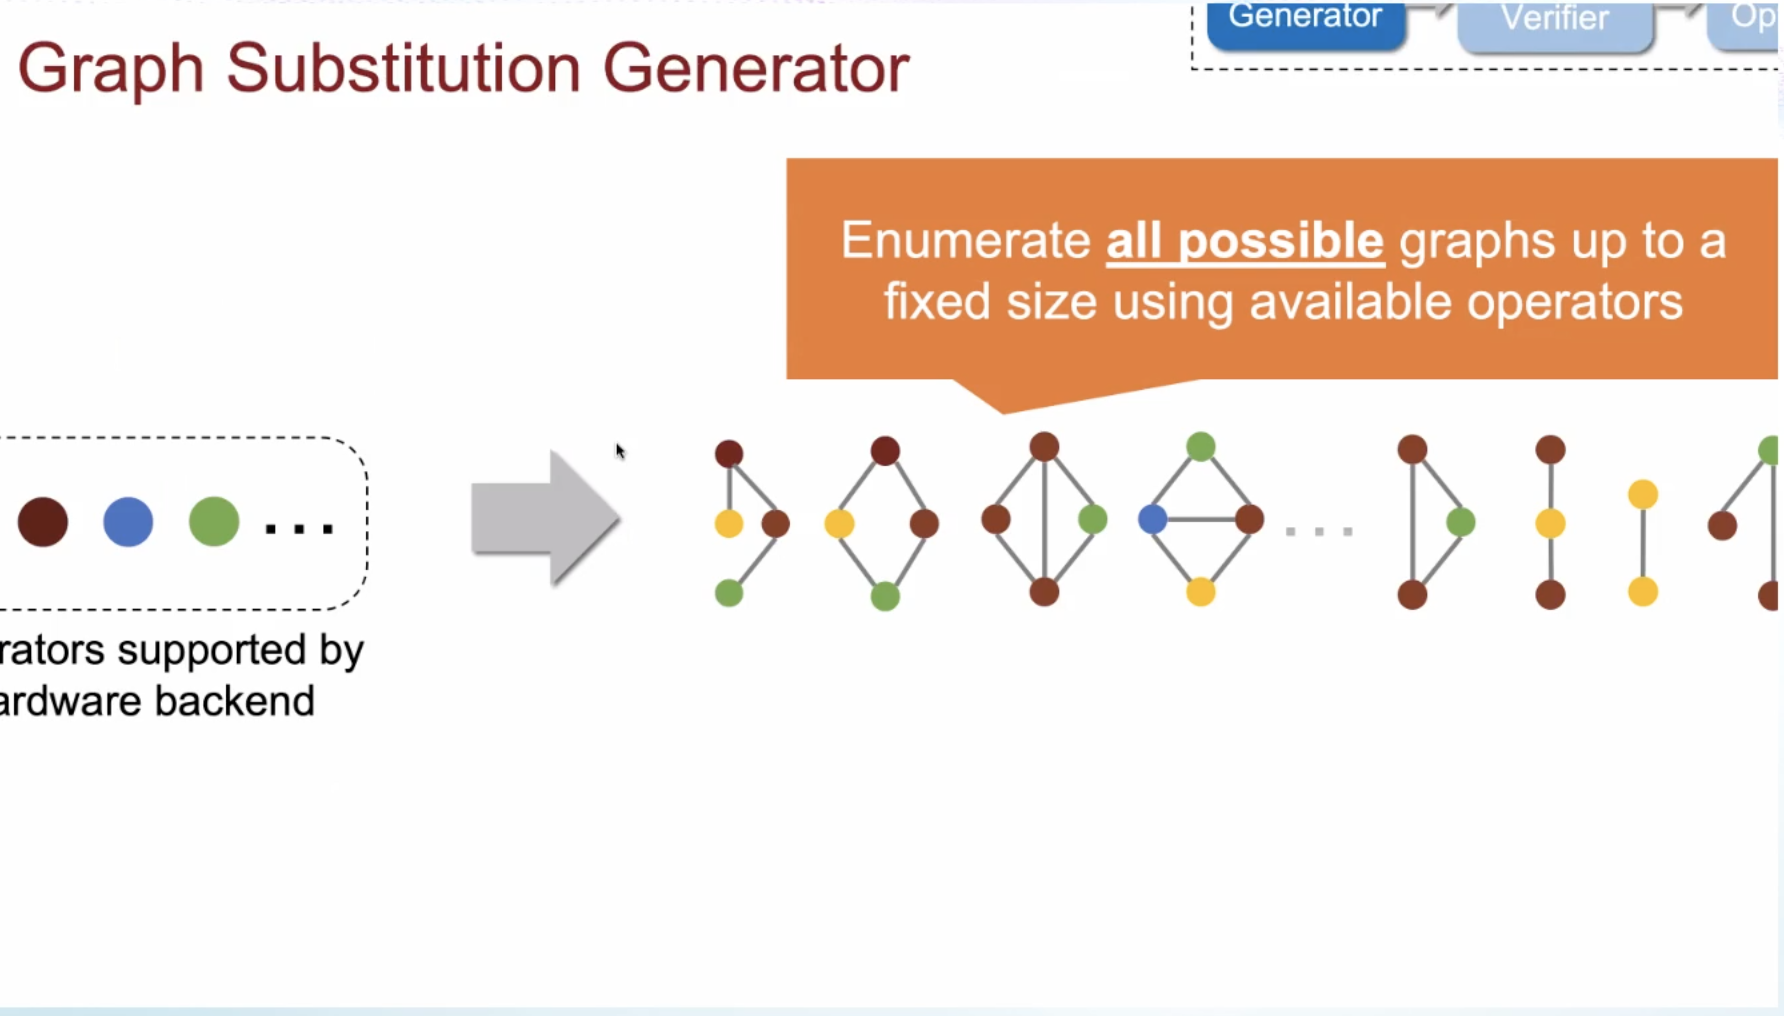 Generator
Verifier
Op
Graph Substitution Generator
Enumerate all possible graphs up to a
fixed size using available operators
...
...
rators supported by
ardware backend